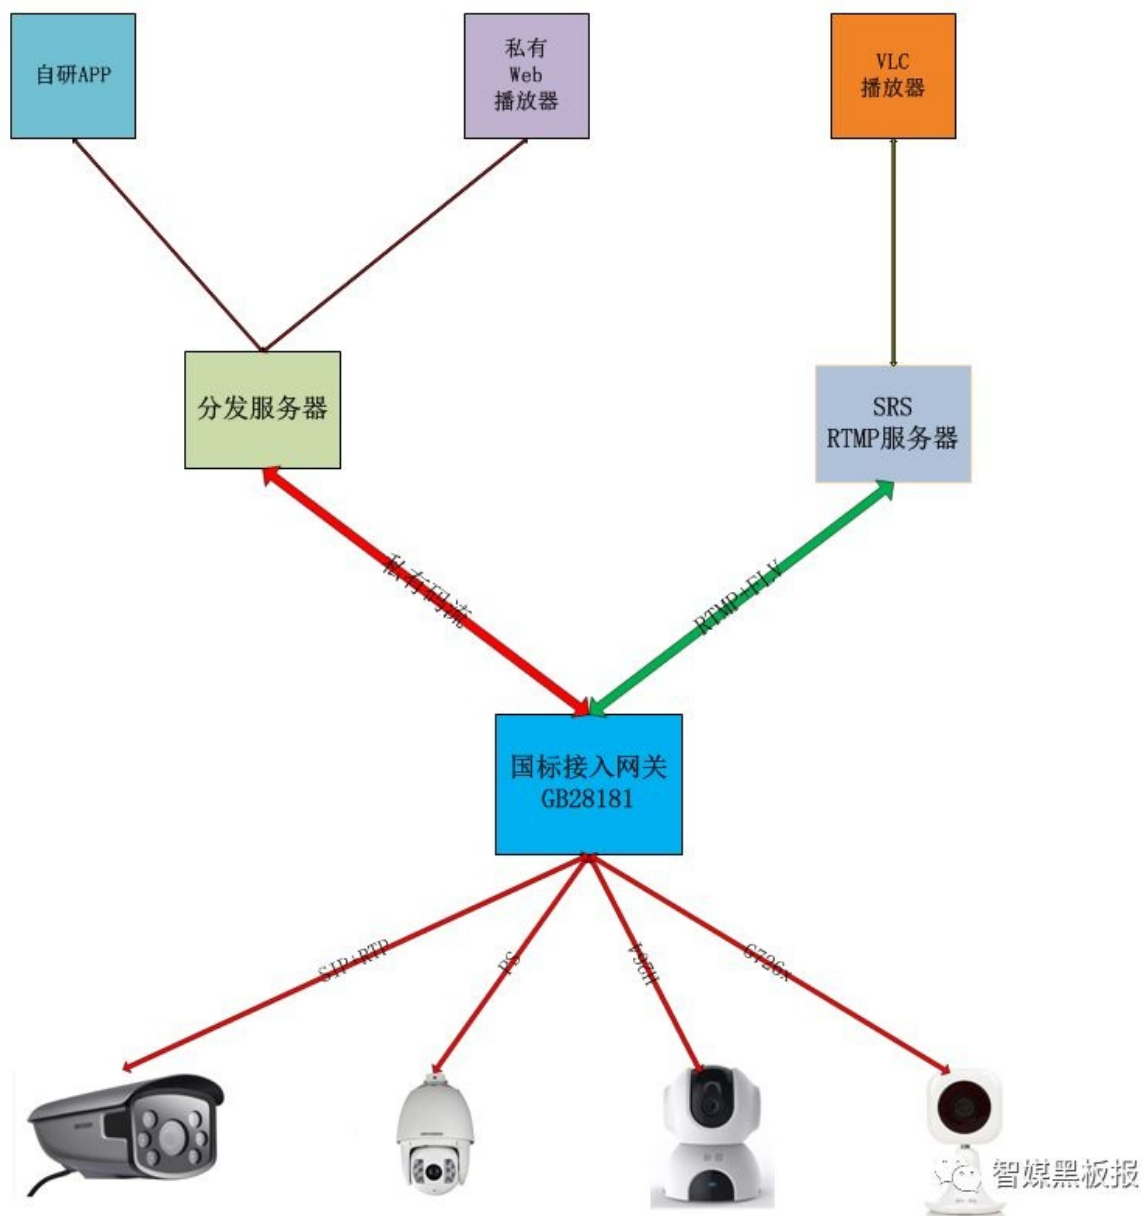 自研APP
私有
Web
播放器
VLC
播放器
分发服务器
SRS
RTMP服务器
私有码流
RTMP+FLV
国标接入网关
GB28181
SIP+RTP
PS
H264
G726x
智媒黑板报